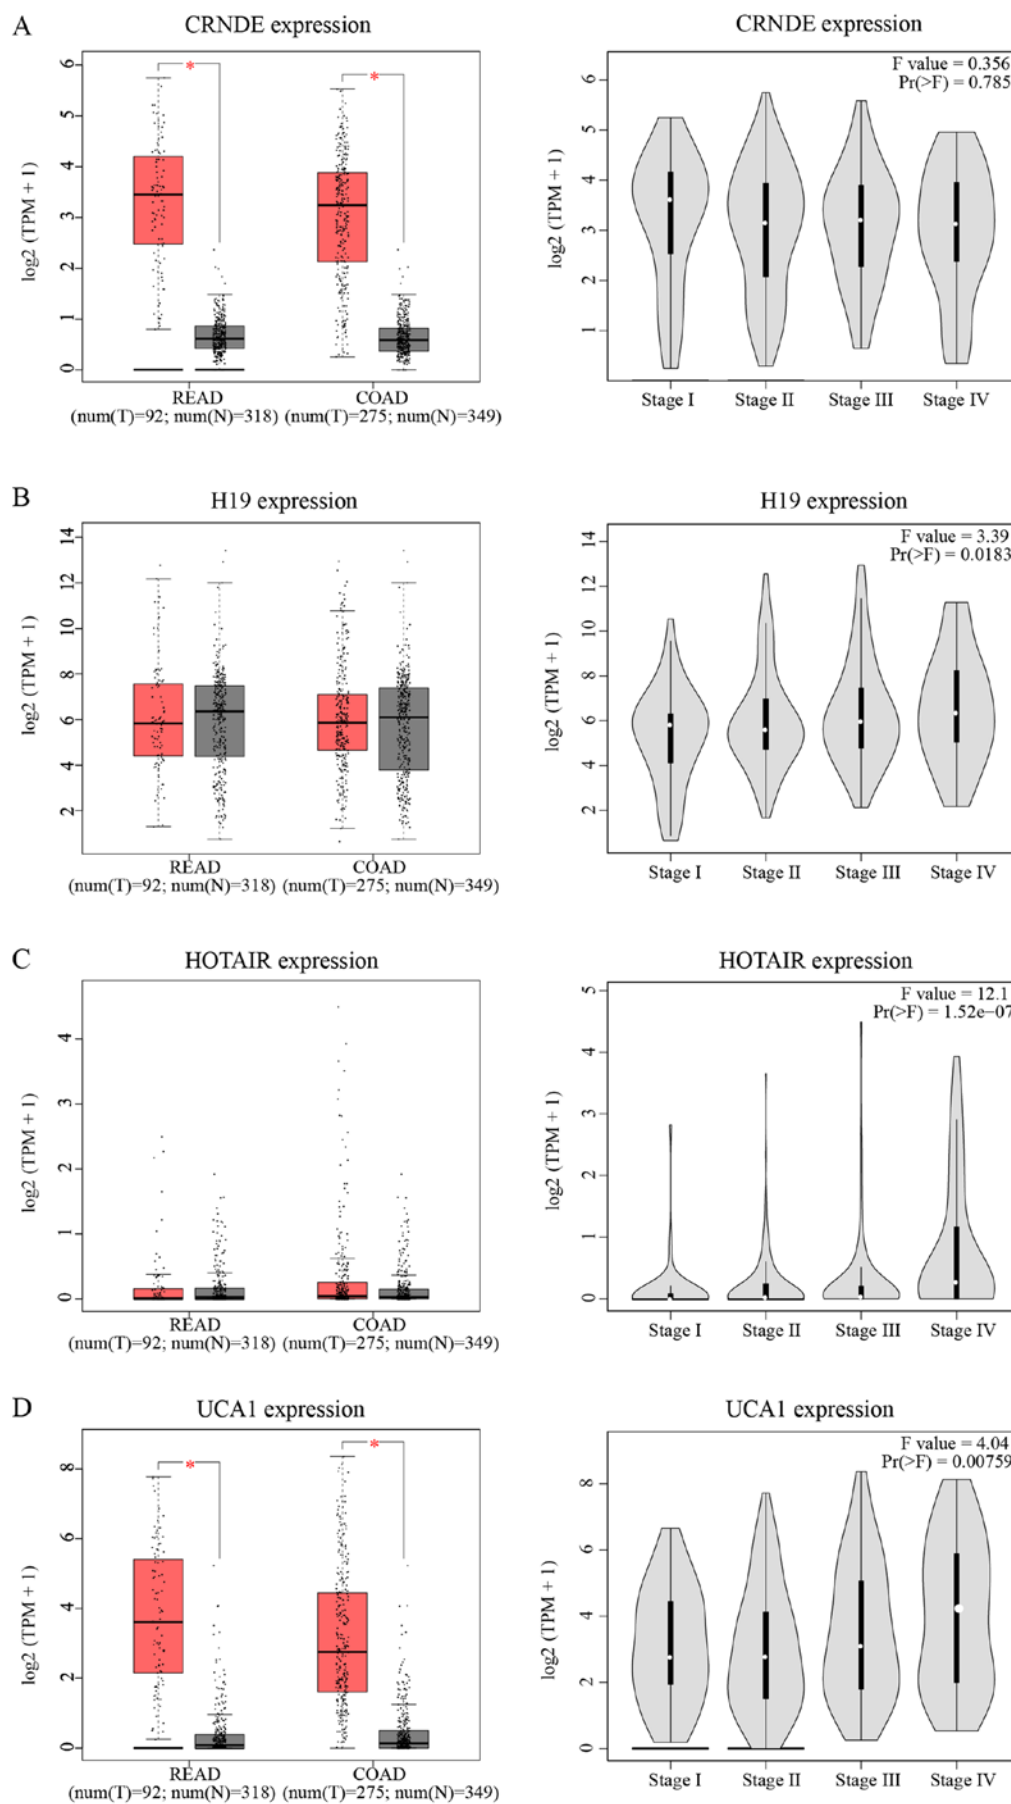 A
CRNDE expression
log2 (TPM + 1)
6
5
4
3
2
1
0
*
*
READ
(num(T)=92; num(N)=318)
COAD
(num(T)=275; num(N)=349)
CRNDE expression
F value = 0.356
Pr(>F) = 0.785
log2 (TPM + 1)
6
5
4
3
2
1
Stage I
Stage II
Stage III
Stage IV
B
H19 expression
log2 (TPM + 1)
14
12
10
8
6
4
2
READ
(num(T)=92; num(N)=318)
COAD
(num(T)=275; num(N)=349)
H19 expression
F value = 3.39
Pr(>F) = 0.0183
log2 (TPM + 1)
14
12
10
8
6
4
2
Stage I
Stage II
Stage III
Stage IV
C
HOTAIR expression
log2 (TPM + 1)
4
3
2
1
0
READ
(num(T)=92; num(N)=318)
COAD
(num(T)=275; num(N)=349)
HOTAIR expression
F value = 12.1
Pr(>F) = 1.52e−07
log2 (TPM + 1)
5
4
3
2
1
0
Stage I
Stage II
Stage III
Stage IV
D
UCA1 expression
log2 (TPM + 1)
8
6
4
2
0
*
*
READ
(num(T)=92; num(N)=318)
COAD
(num(T)=275; num(N)=349)
UCA1 expression
F value = 4.04
Pr(>F) = 0.00759
log2 (TPM + 1)
8
6
4
2
0
Stage I
Stage II
Stage III
Stage IV